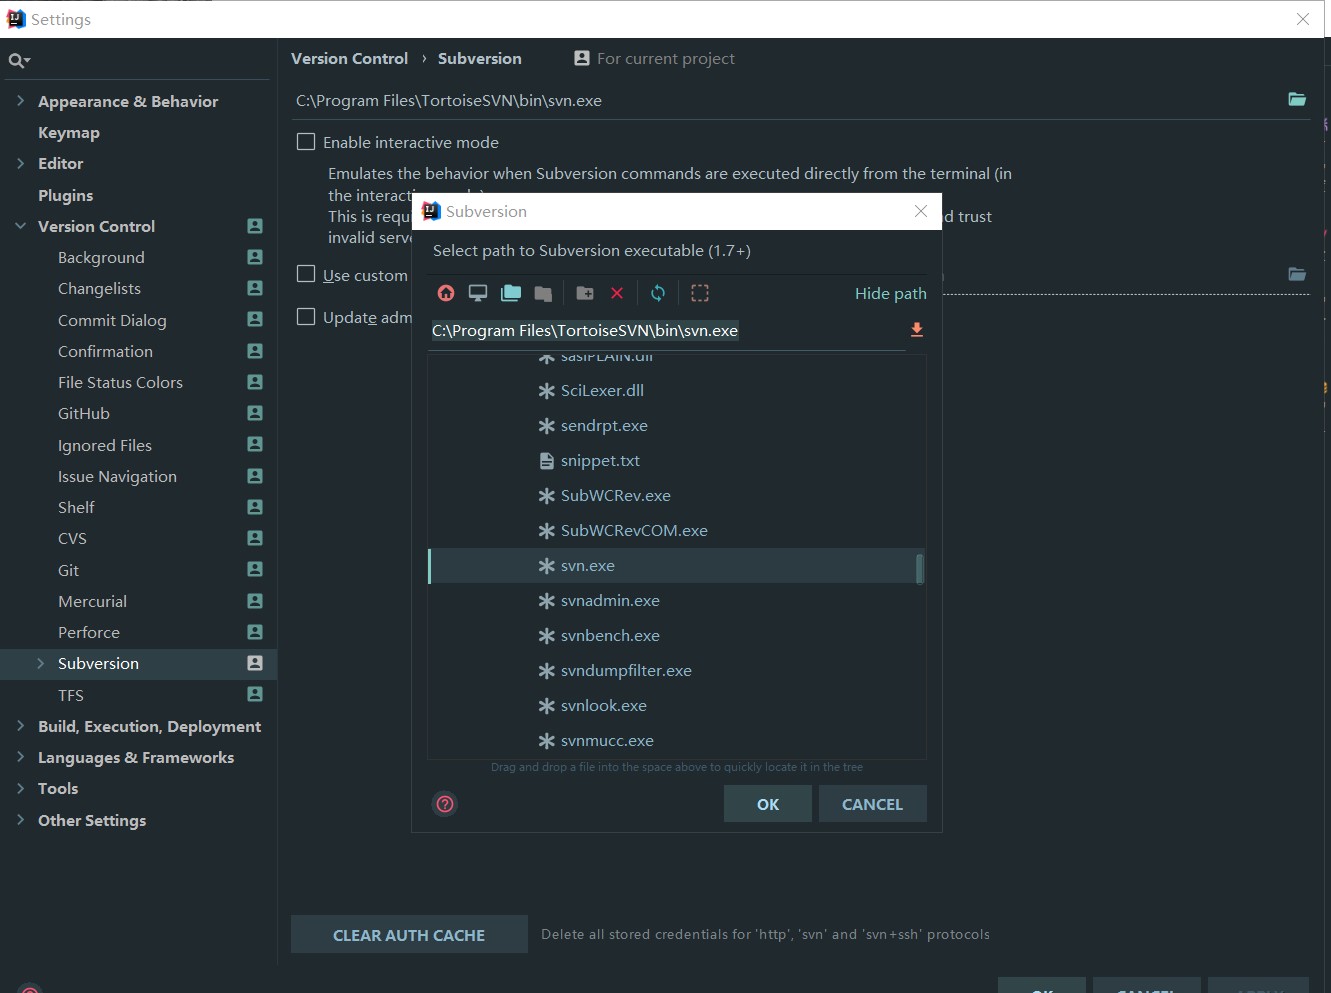 Settings
Version Control › Subversion For current project
C:\Program Files\TortoiseSVN\bin\svn.exe
Enable interactive mode
Emulates the behavior when Subversion commands are executed directly from the terminal (in
the interac
This is requ
invalid serv
d trust
Use custom
Update adm
Appearance & Behavior
Keymap
Editor
Plugins
Version Control
Background
Changelists
Commit Dialog
Confirmation
File Status Colors
GitHub
Ignored Files
Issue Navigation
Shelf
CVS
Git
Mercurial
Perforce
Subversion
TFS
Build, Execution, Deployment
Languages & Frameworks
Tools
Other Settings
Subversion
Select path to Subversion executable (1.7+)
Hide path
C:\Program Files\TortoiseSVN\bin\svn.exe
saslPLAIN.dll
SciLexer.dll
sendrpt.exe
snippet.txt
SubWCRev.exe
SubWCRevCOM.exe
svn.exe
svnadmin.exe
svnbench.exe
svndumpfilter.exe
svnlook.exe
svnmucc.exe
Drag and drop a file into the space above to quickly locate it in the tree
OK CANCEL
CLEAR AUTH CACHE Delete all stored credentials for 'http', 'svn' and 'svn+ssh' protocols
OK CANCEL APPLY